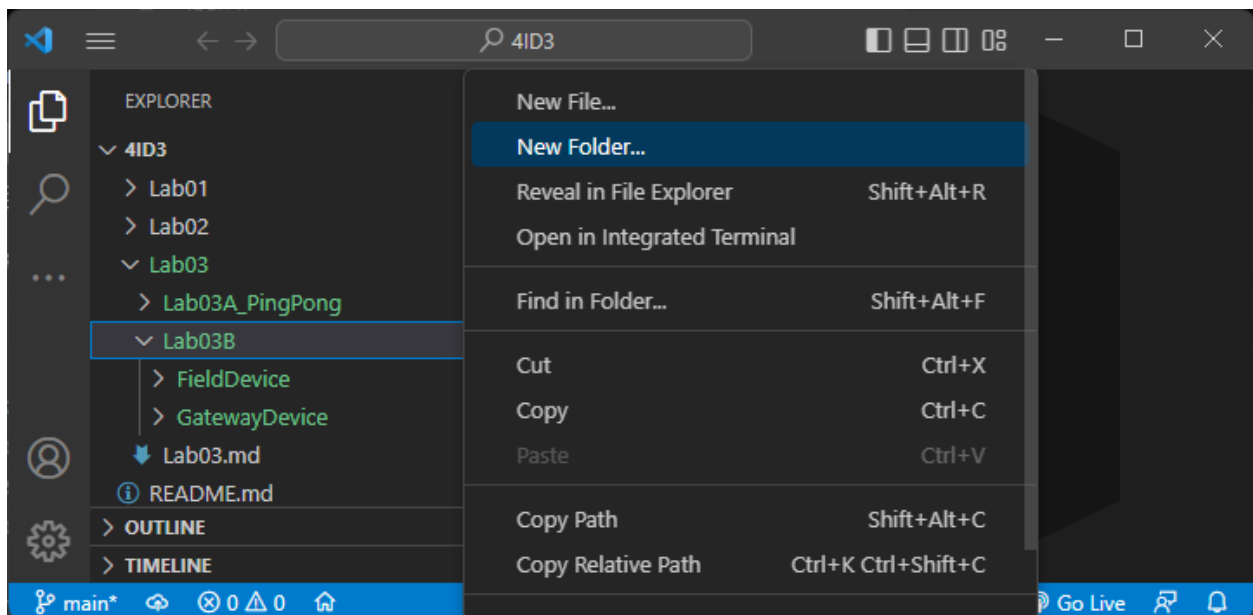 4ID3
EXPLORER
4ID3
Lab01
Lab02
Lab03
Lab03A_PingPong
Lab03B
FieldDevice
GatewayDevice
Lab03.md
README.md
OUTLINE
TIMELINE
New File...
New Folder...
Reveal in File Explorer Shift+Alt+R
Open in Integrated Terminal
Find in Folder... Shift+Alt+F
Cut Ctrl+X
Copy Ctrl+C
Paste Ctrl+V
Copy Path Shift+Alt+C
Copy Relative Path Ctrl+K Ctrl+Shift+C
main* 0 0 Go Live